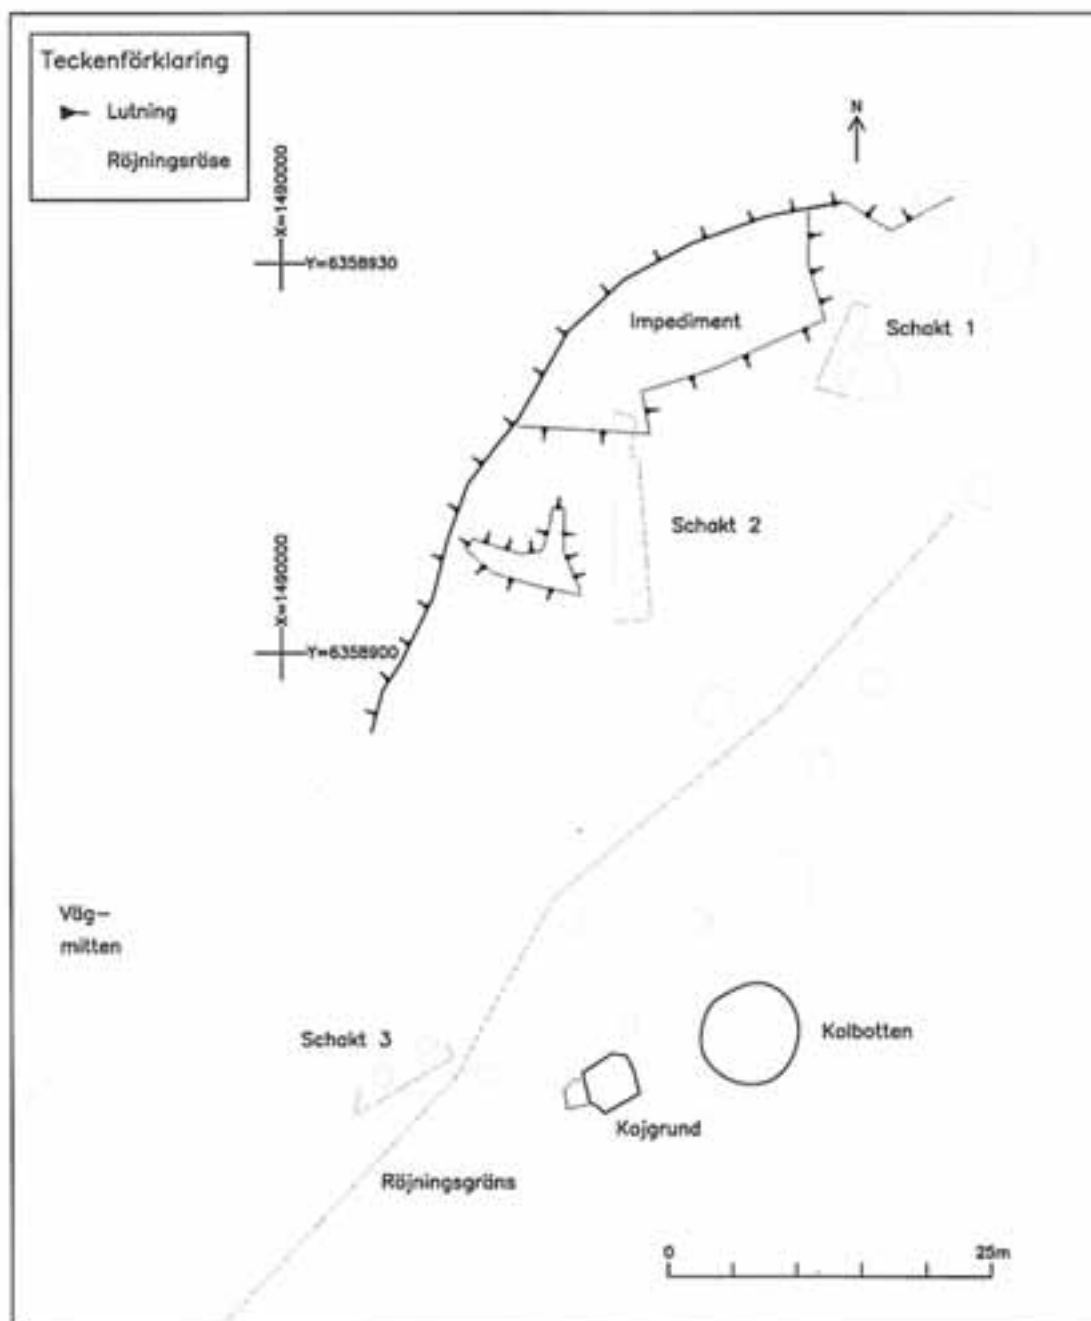 Teckenförklaring
Lutning
Röjningsröse
X=1490000
Y=6358930
N
Impediment
Schakt 1
Schakt 2
X=1490000
Y=6358900
Väg-
mitten
Schakt 3
Kolbotten
Kojgrund
Röjningsgräns
0 25m